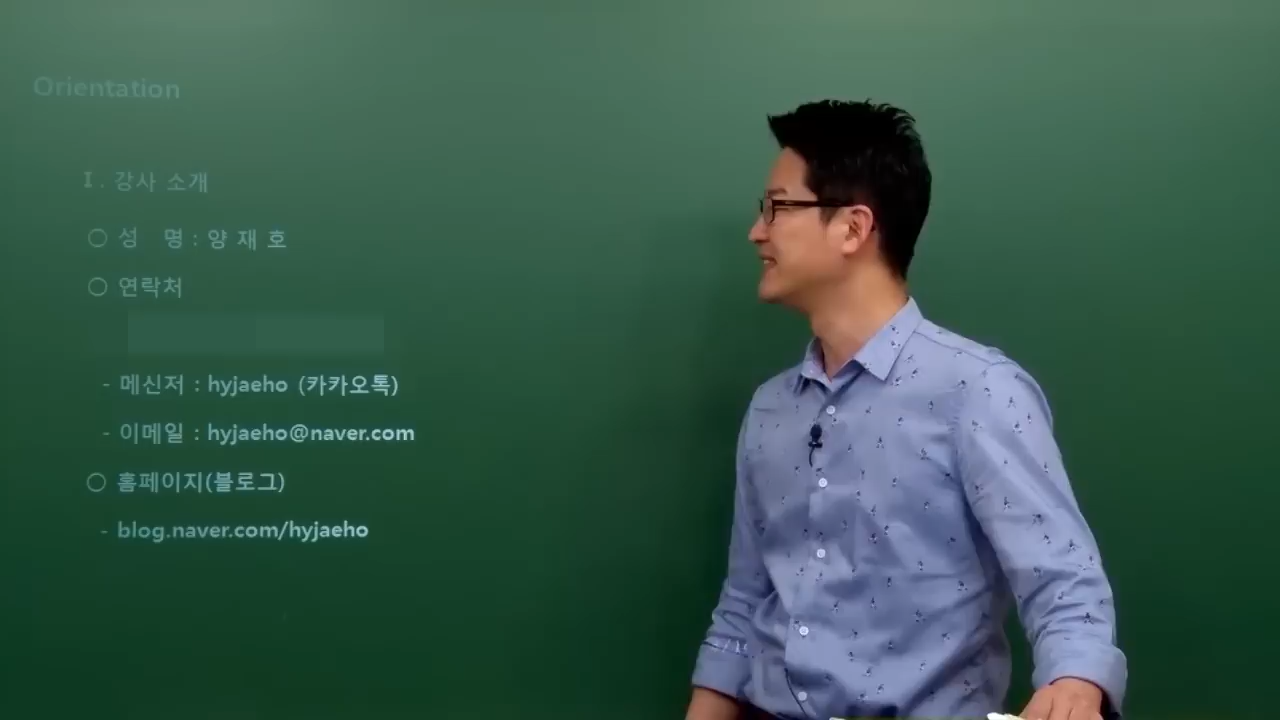 Orientation
Ⅰ. 강사 소개
○ 성 명 : 양 재 호
○ 연락처
- 메신저 : hyjaeho (카카오톡)
- 이메일 : hyjaeho@naver.com
○ 홈페이지(블로그)
- blog.naver.com/hyjaeho